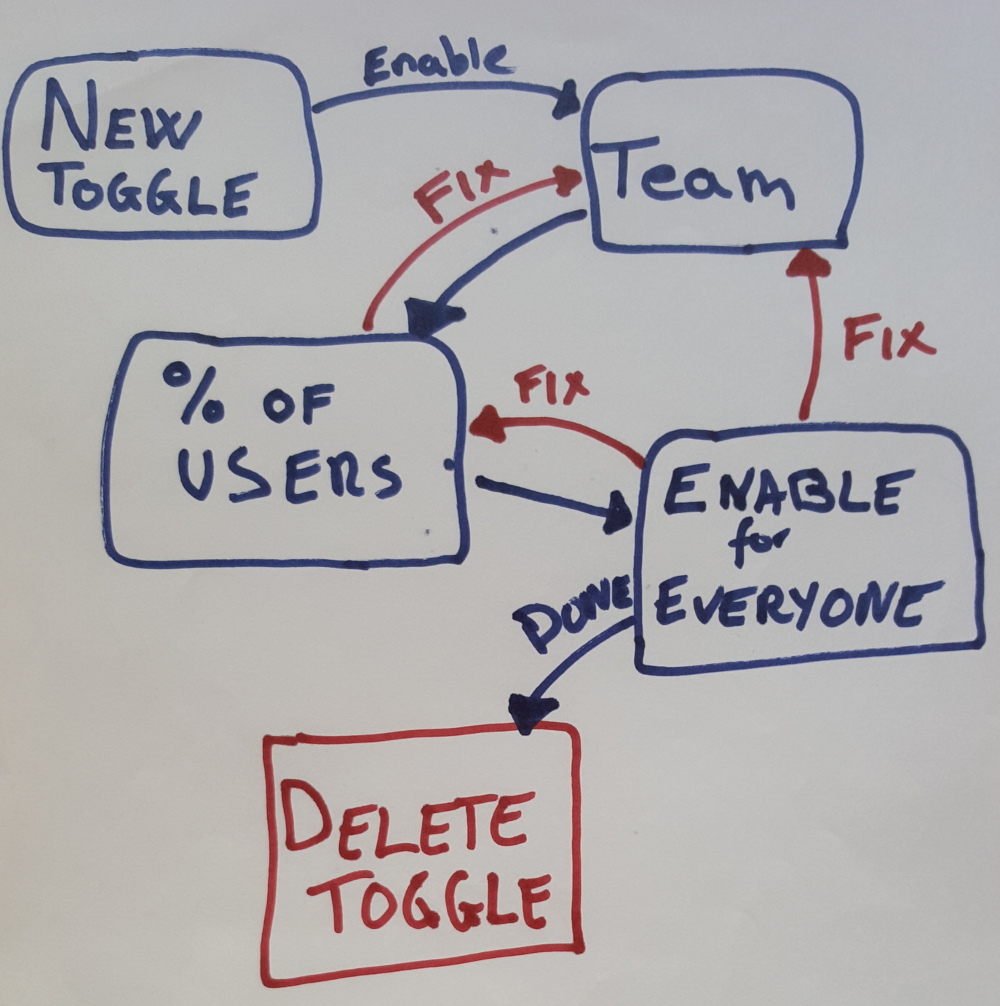 Enable
NEW
TOGGLE
Team
FIX
FIX
% OF
USERS
FIX
ENABLE
for
EVERYONE
DONE
DELETE
TOGGLE